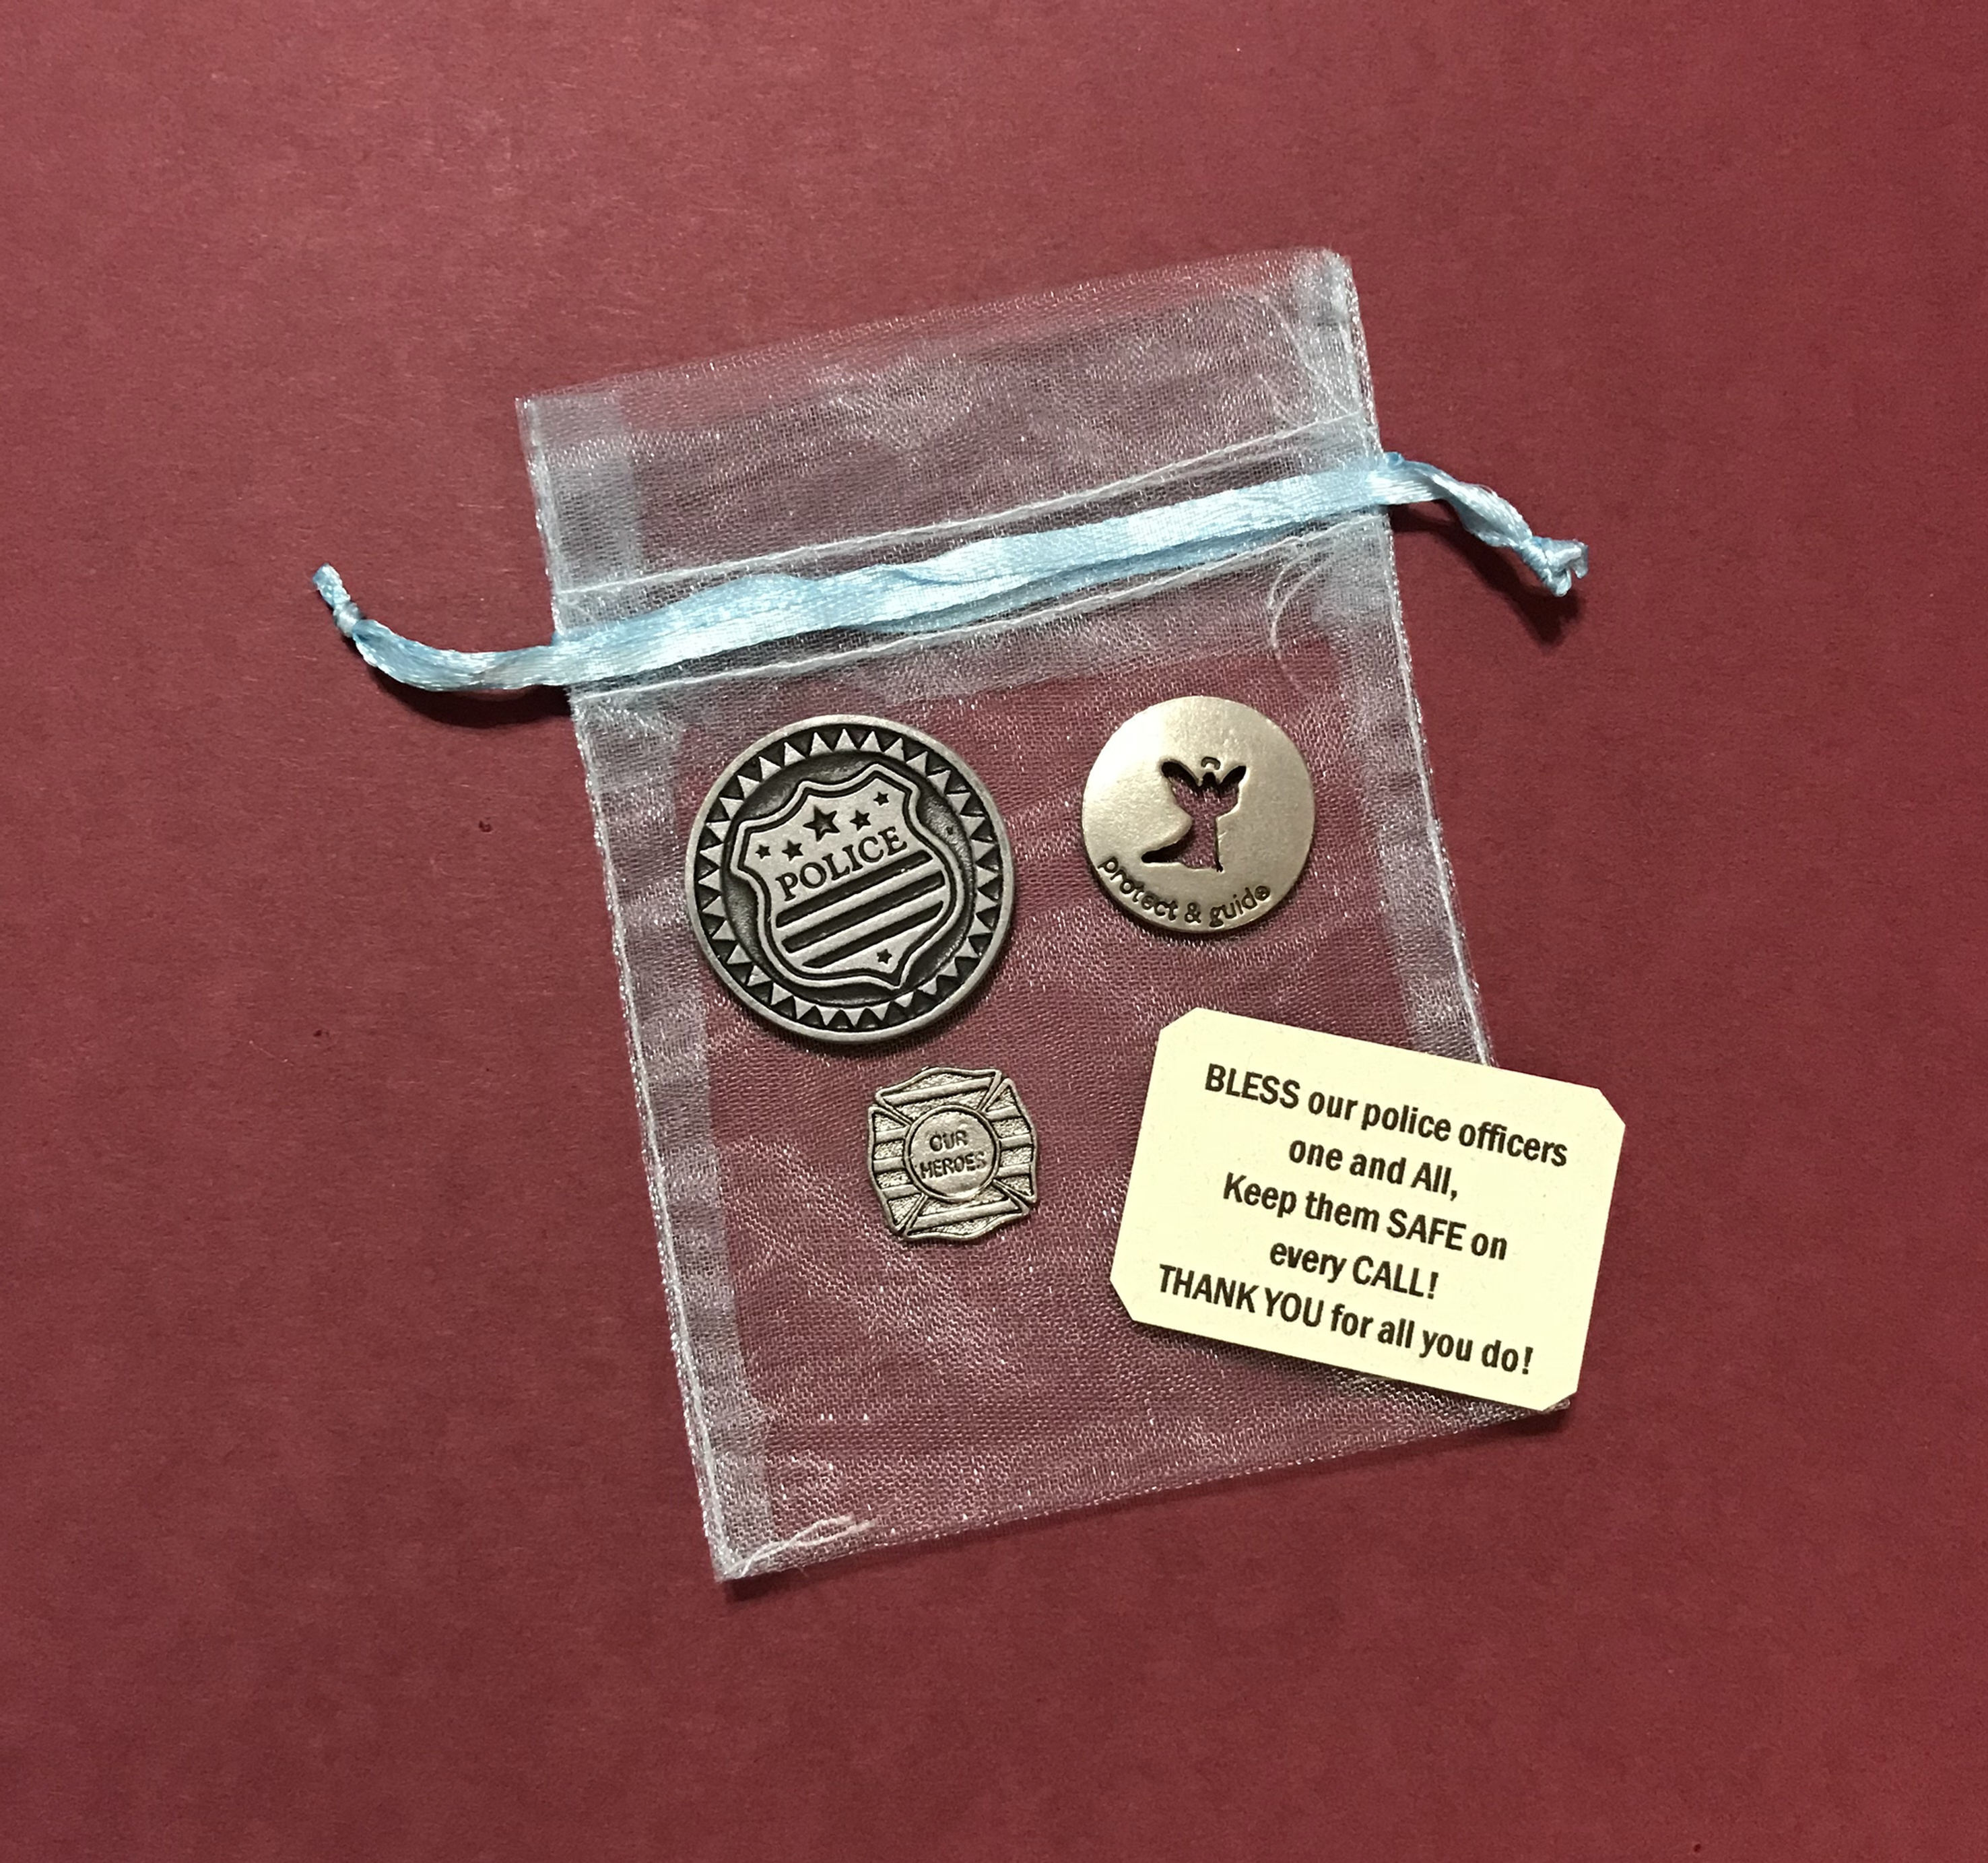 POLICE
protect & guide
OUR
HEROES
BLESS our police officers
one and All,
Keep them SAFE on
every CALL!
THANK YOU for all you do!